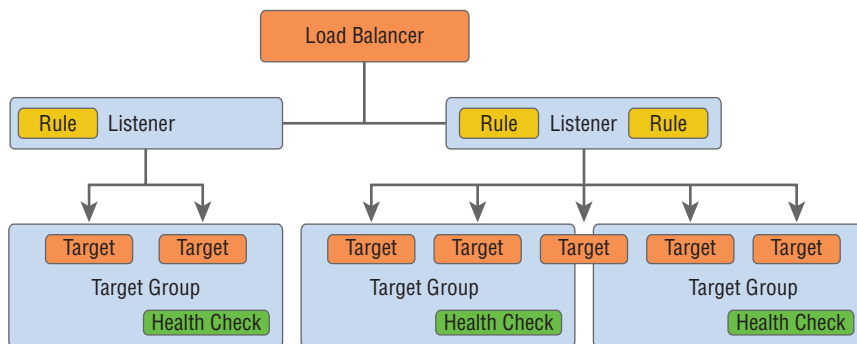 Load Balancer
Rule Listener
Rule Listener Rule
Target Target
Target Group
Health Check
Target Target Target Target Target
Target Group
Health Check
Target Group
Health Check